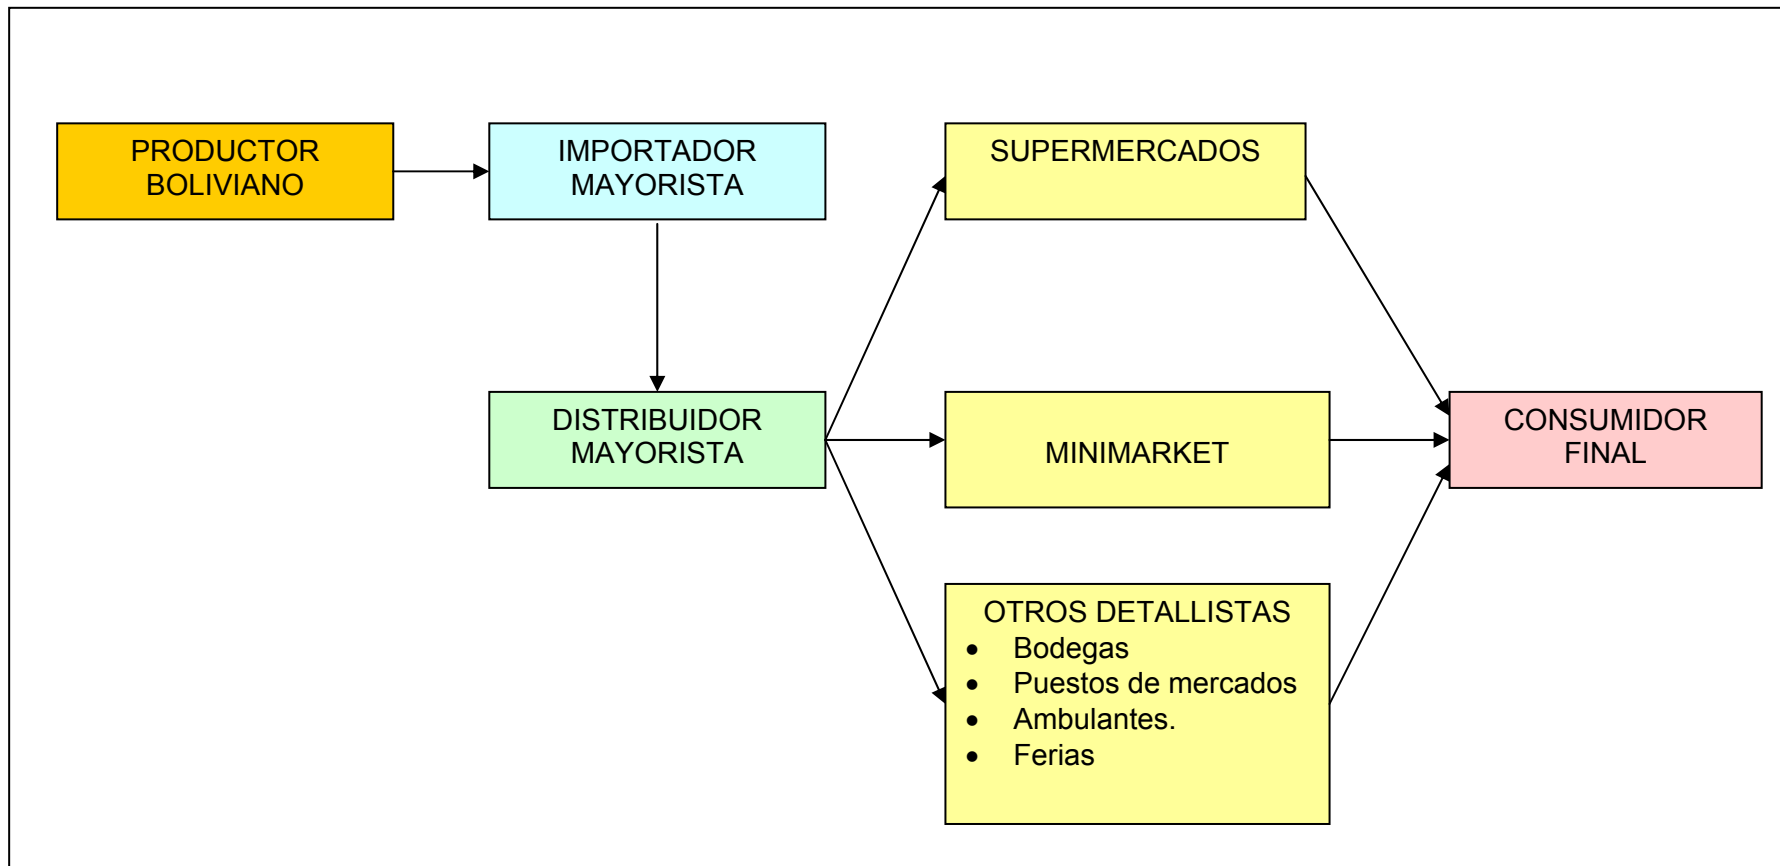 PRODUCTOR
BOLIVIANO
IMPORTADOR
MAYORISTA
SUPERMERCADOS
DISTRIBUIDOR
MAYORISTA
MINIMARKET
CONSUMIDOR
FINAL
OTROS DETALLISTAS
• Bodegas
• Puestos de mercados
• Ambulantes.
• Ferias